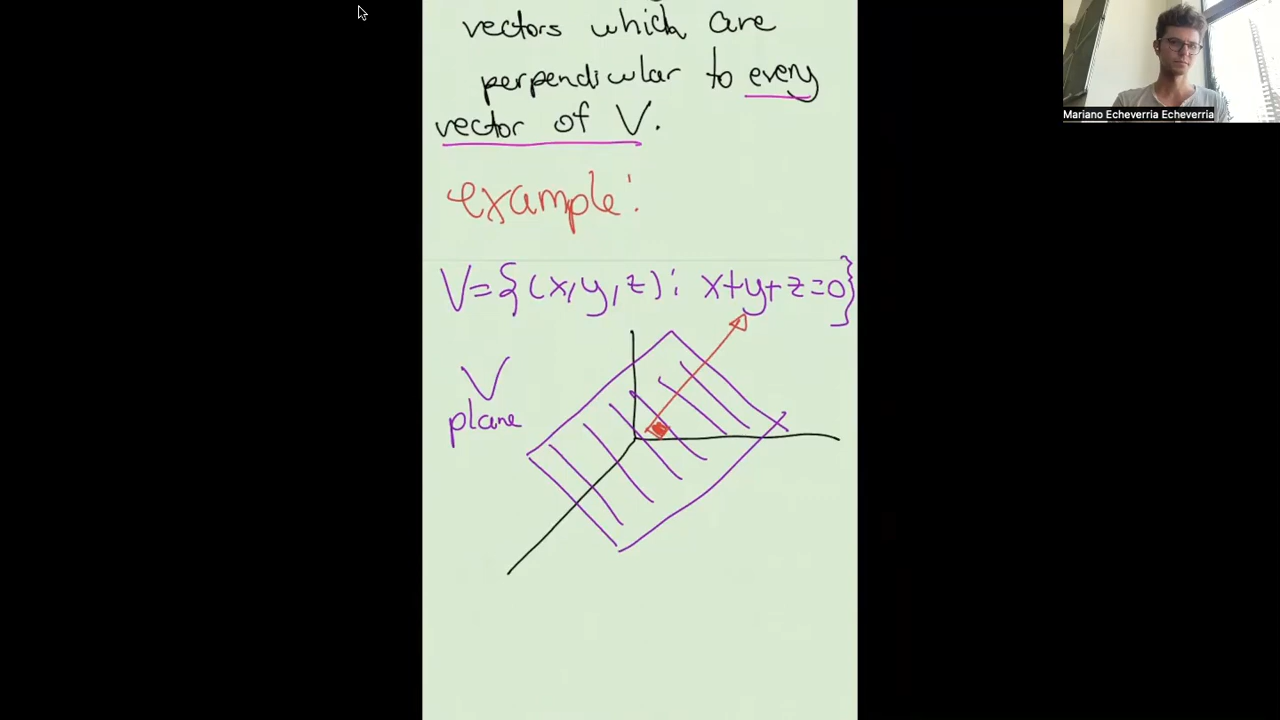 vectors which are
perpendicular to every
vector of V.
example:
V={(x,y,z): x+y+z=0}
V
plane
Mariano Echeverria Echeverria